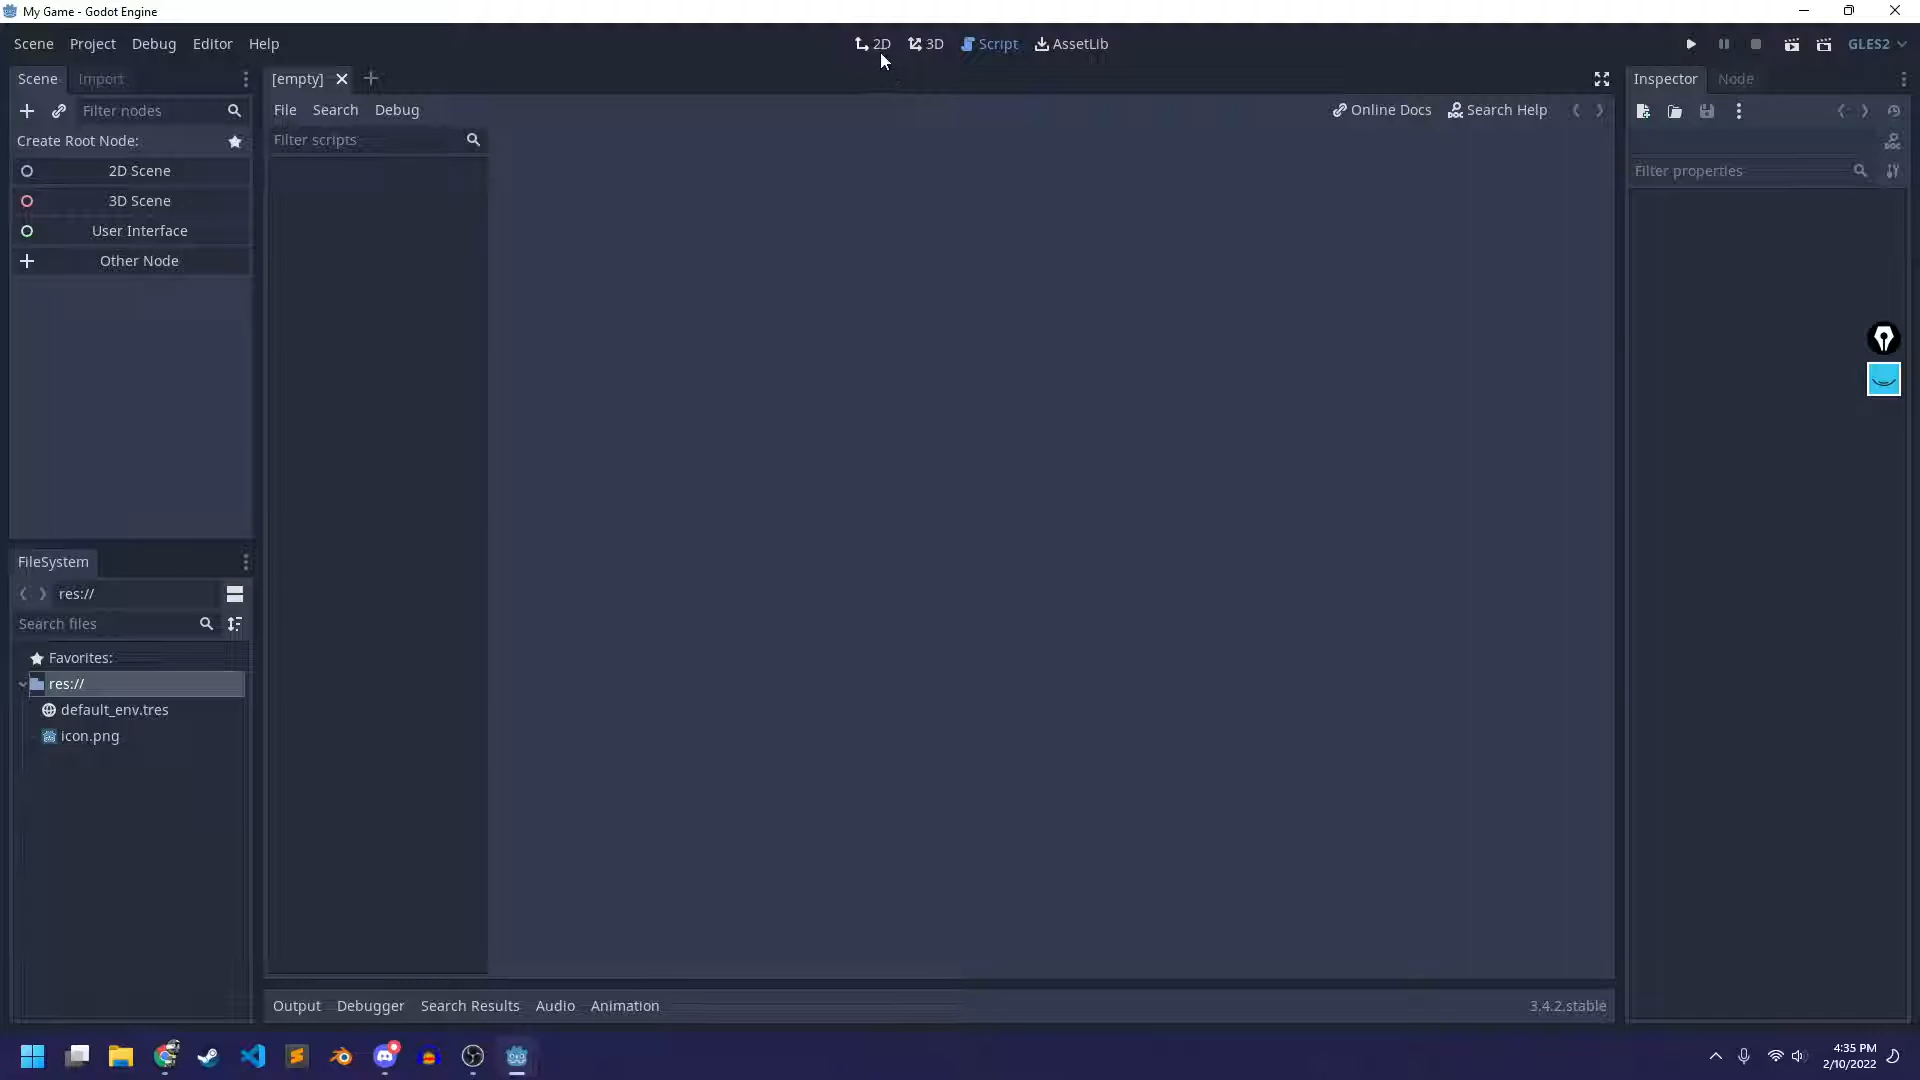 My Game - Godot Engine
Scene Project Debug Editor Help
2D 3D Script AssetLib
GLES2
Scene Import
[empty]
Inspector Node
Filter nodes
File Search Debug
Online Docs Search Help
Create Root Node:
Filter scripts
2D Scene
Filter properties
3D Scene
User Interface
Other Node
FileSystem
res://
Search files
Favorites:
res://
default_env.tres
icon.png
Output Debugger Search Results Audio Animation
3.4.2.stable
4:35 PM
2/10/2022